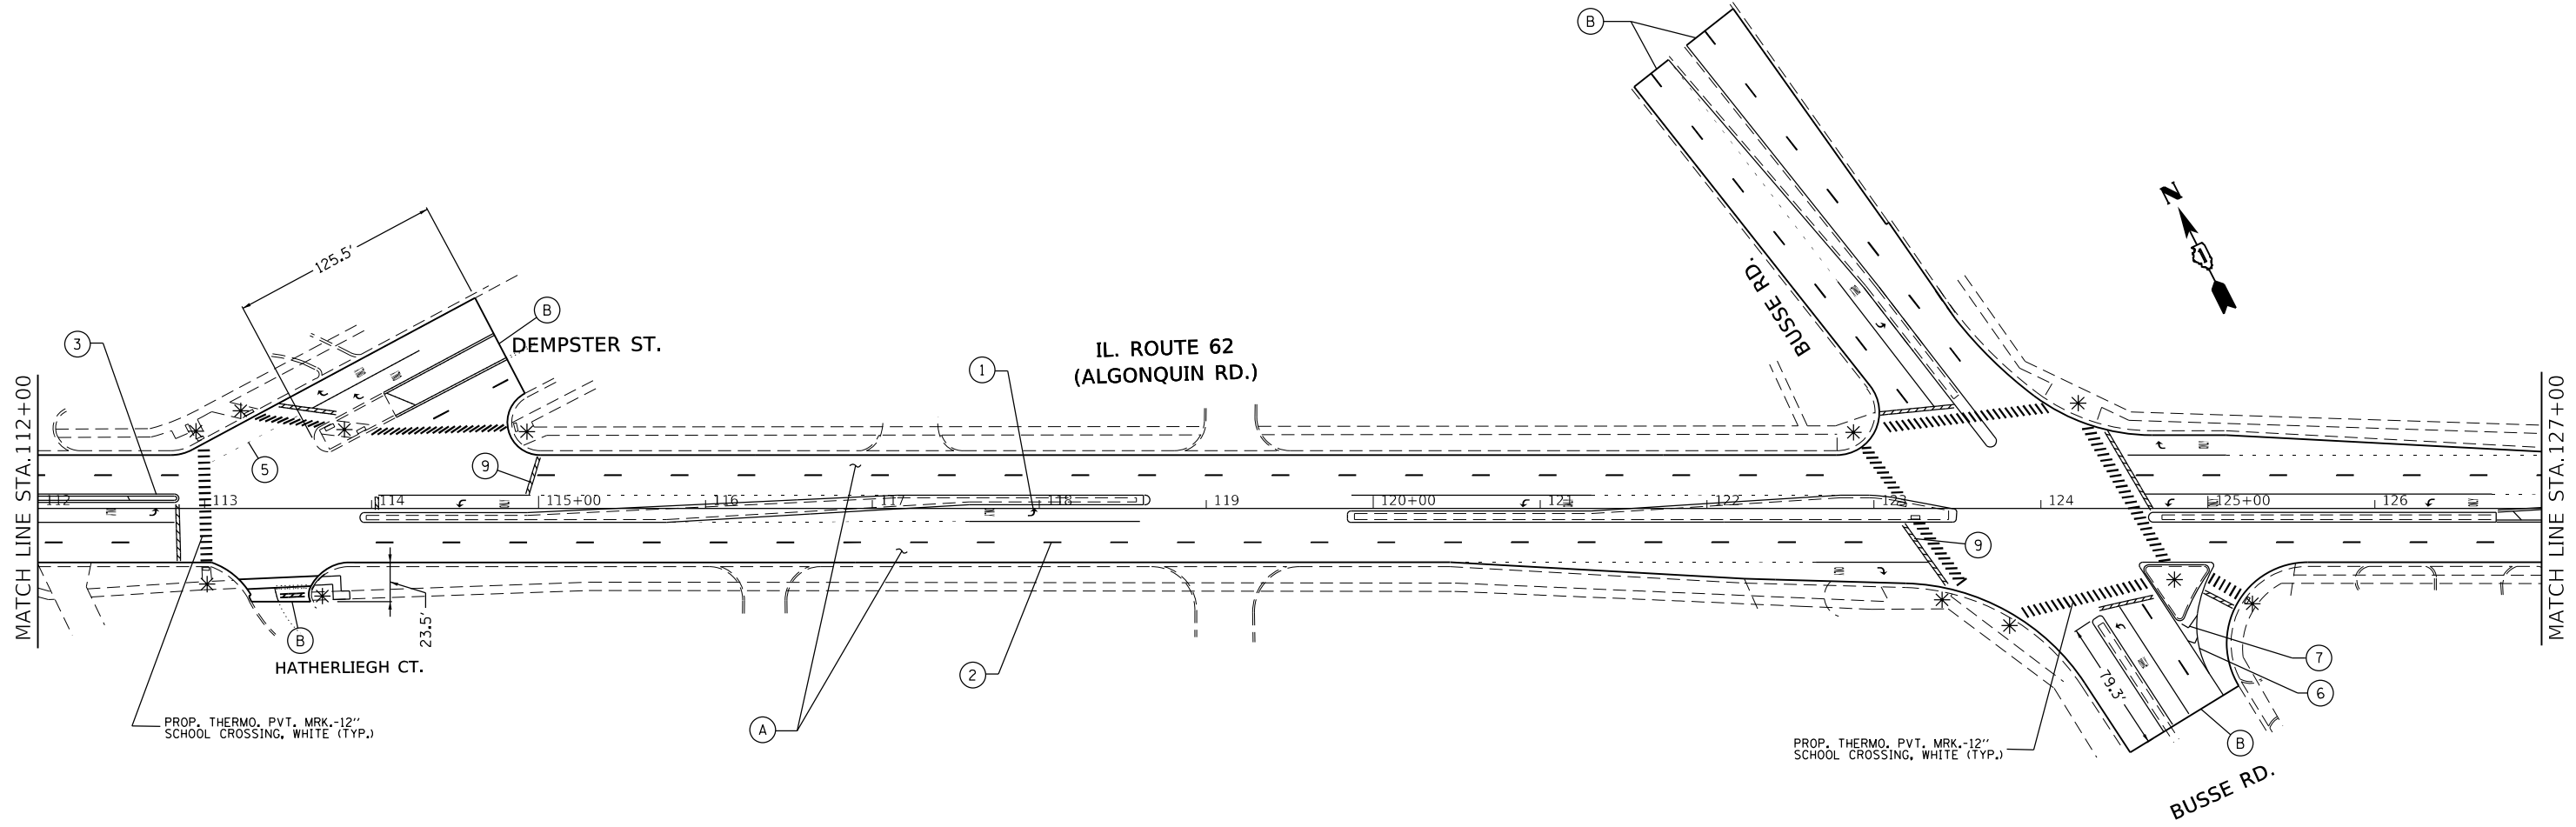 B
N
125.5'
BUSSE RD.
B
DEMPSTER ST.
3
IL. ROUTE 62
(ALGONQUIN RD.)
1
MATCH LINE STA.112+00
MATCH LINE STA.127+00
5
9
112
113
114
115+00
116
117
118
119
120+00
121
122
123
124
125+00
126
9
23.5'
B
HATHERLIEGH CT.
2
7
6
79.3'
PROP. THERMO. PVT. MRK.-12"
SCHOOL CROSSING, WHITE (TYP.)
A
PROP. THERMO. PVT. MRK.-12"
SCHOOL CROSSING, WHITE (TYP.)
B
BUSSE RD.